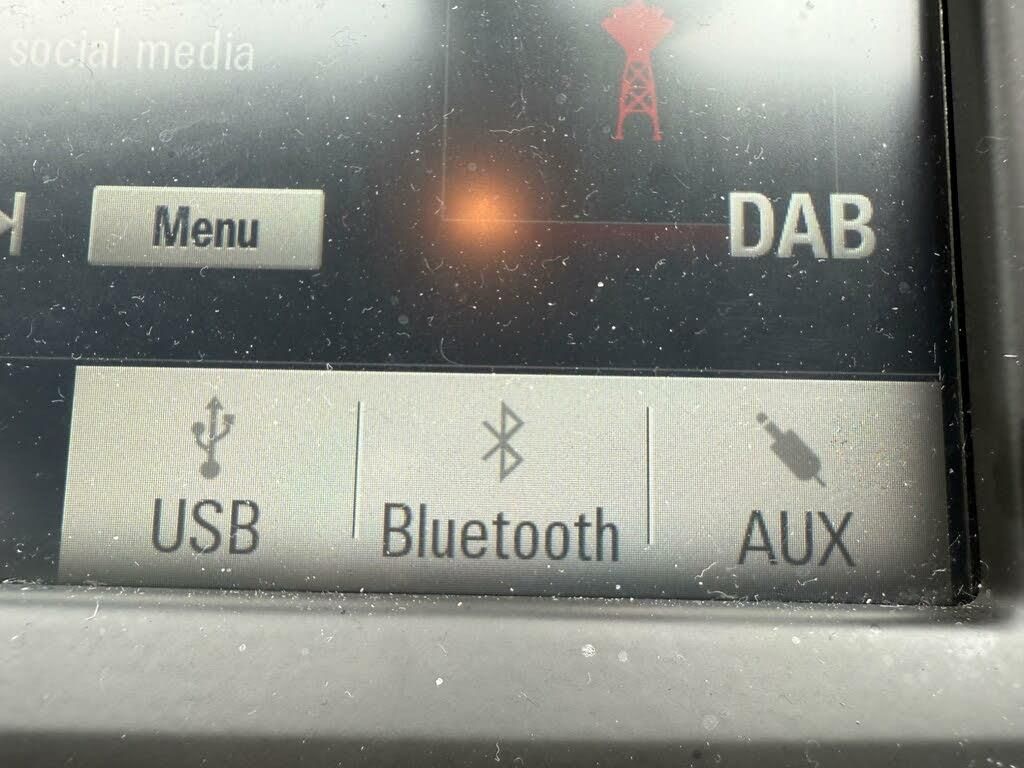 social media
Menu
DAB
USB
Bluetooth
AUX